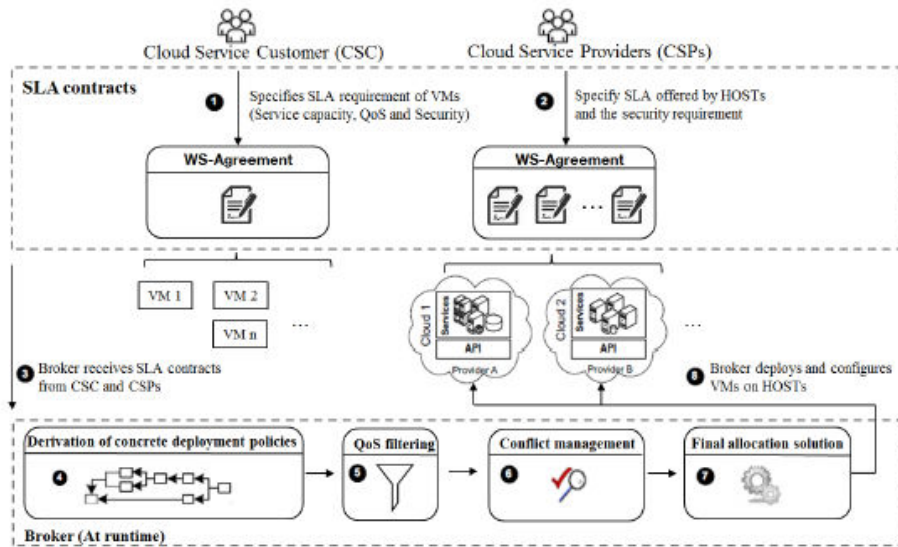 Cloud Service Customer (CSC)
Cloud Service Providers (CSPs)
SLA contracts
1
Specifies SLA requirement of VMs
(Service capacity, QoS and Security)
2
Specify SLA offered by HOSTs
and the security requirement
WS-Agreement
WS-Agreement
...
VM 1
VM 2
VM n
...
Cloud 1
Services
API
Provider A
Cloud 2
Services
API
Provider B
...
3 Broker receives SLA contracts
from CSC and CSPs
8 Broker deploys and configures
VMs on HOSTs
Derivation of concrete deployment policies
4
QoS filtering
5
Conflict management
6
Final allocation solution
7
Broker (At runtime)